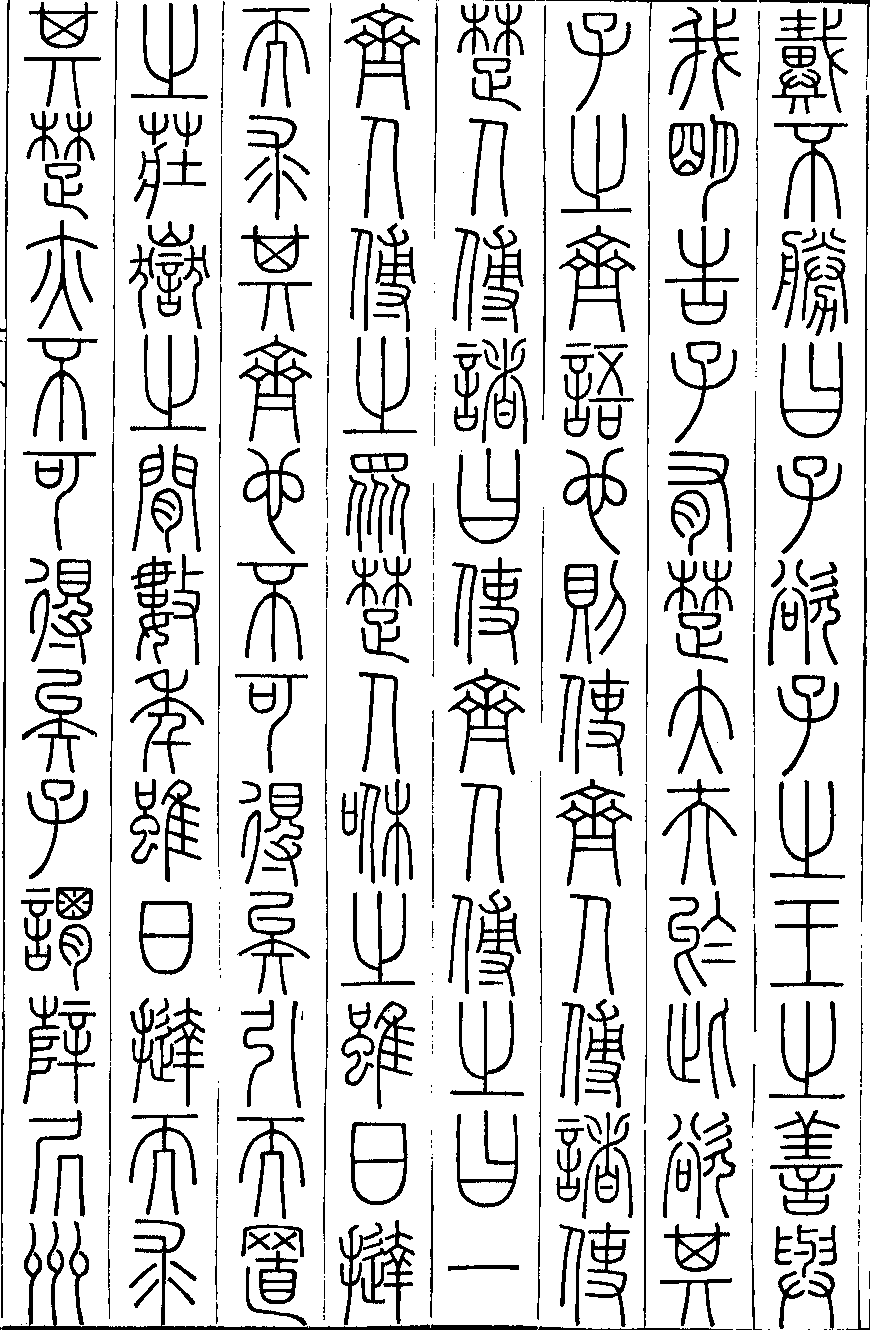 戴不勝曰子欲子之王之善與
我明告子有楚大夫於此欲其
子之齊語也則使齊人傅諸使
楚人傅諸曰使齊人傅之曰一
齊人傅之眾楚人咻之雖日撻
而求其齊也不可得矣引而置
之莊嶽之間數年雖日撻而求
其楚亦不可得矣子謂薛居州